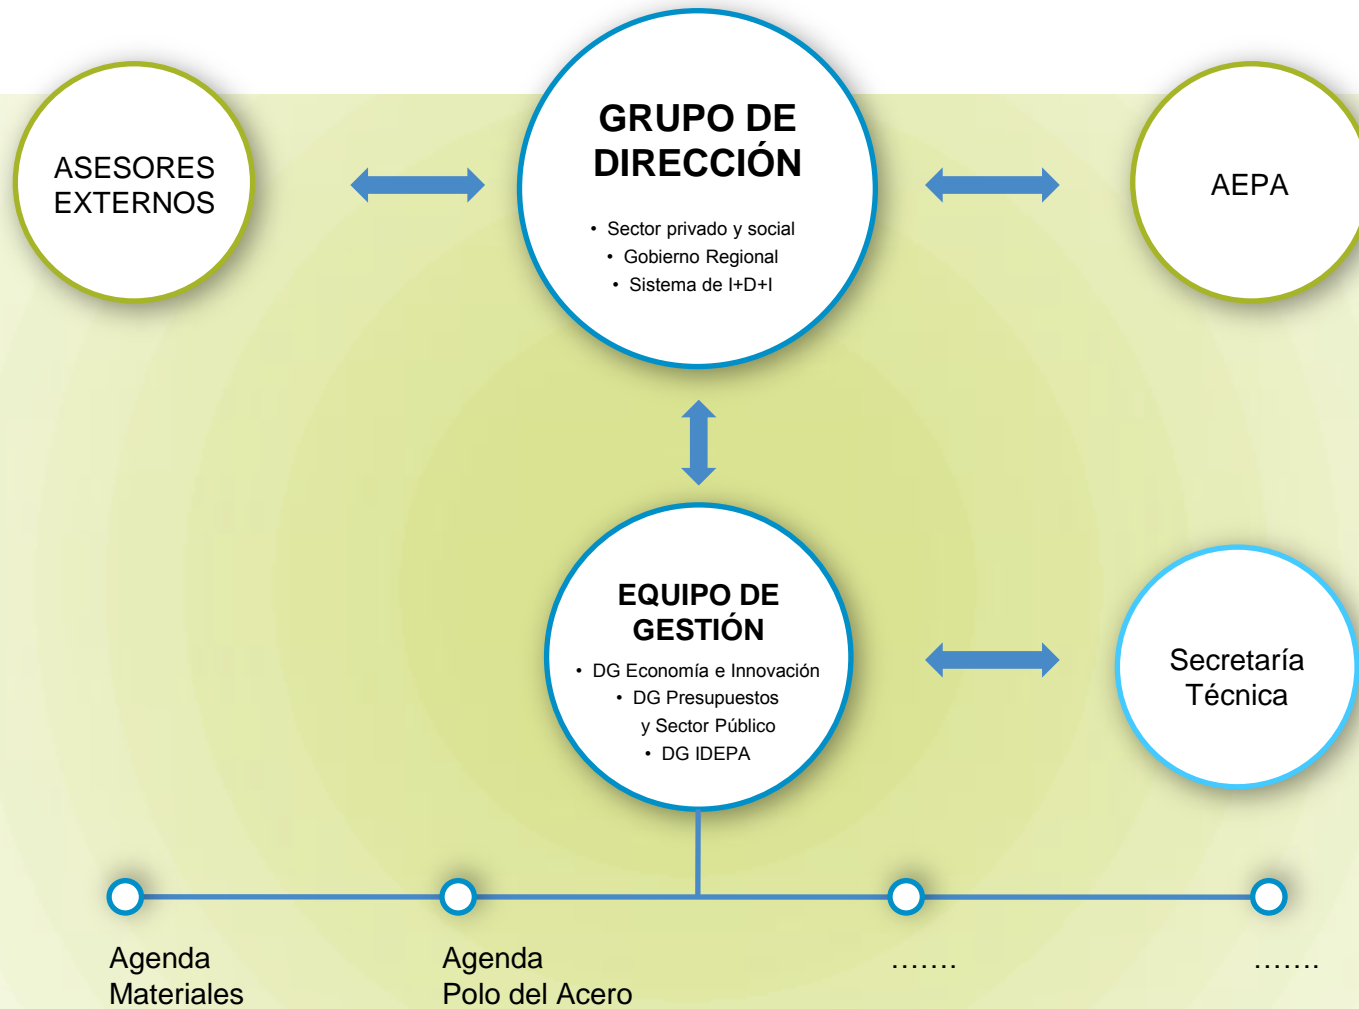 ASESORES
EXTERNOS
GRUPO DE
DIRECCIÓN
• Sector privado y social
• Gobierno Regional
• Sistema de I+D+I
AEPA
EQUIPO DE
GESTIÓN
• DG Economía e Innovación
• DG Presupuestos
y Sector Público
• DG IDEPA
Secretaría
Técnica
Agenda
Materiales
Agenda
Polo del Acero
…….
…….